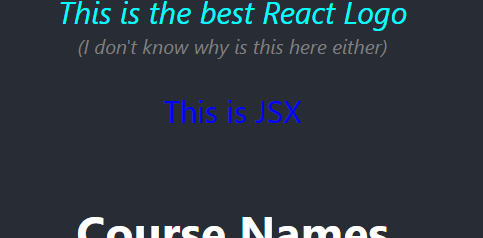 This is the best React Logo
(I don't know why is this here either)
This is JSX
Course Names